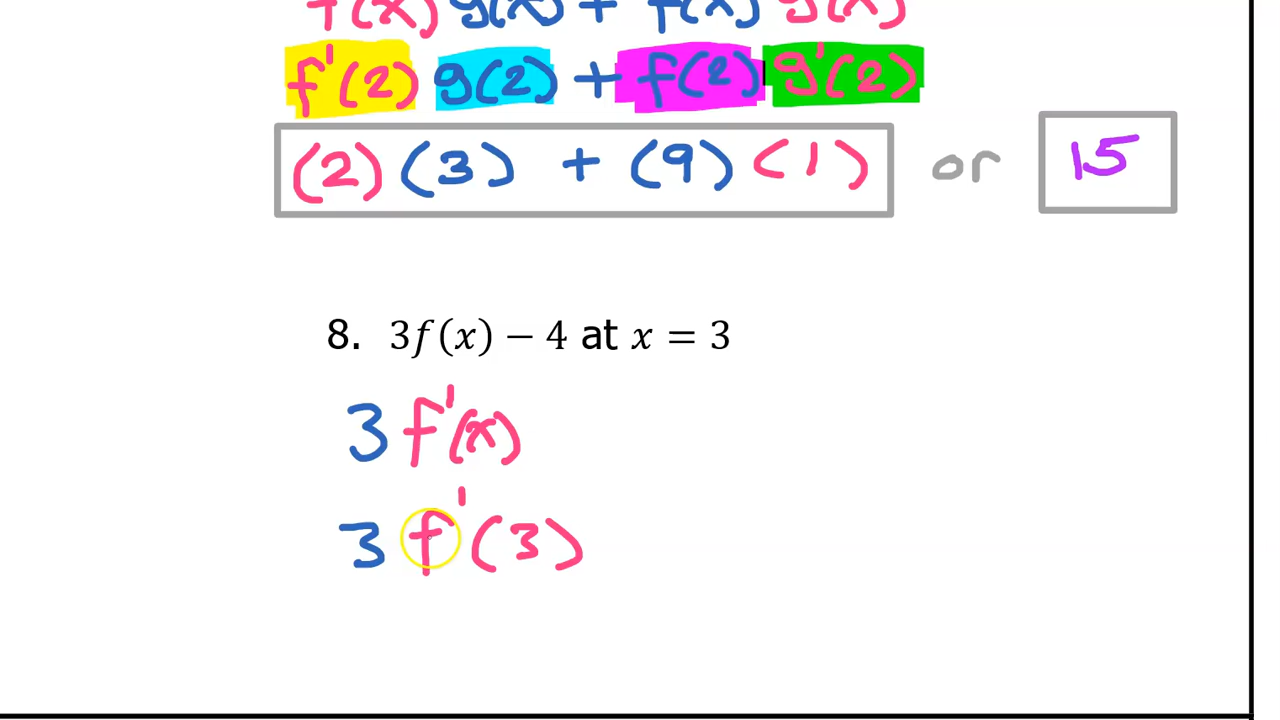 f(x) g(x) + f(x) g(x)
f'(2) g(2) + f(2) g'(2)
(2)(3) + (9)(1) or 15
8. 3f(x) − 4 at x = 3
3 f'(x)
3 f'(3)